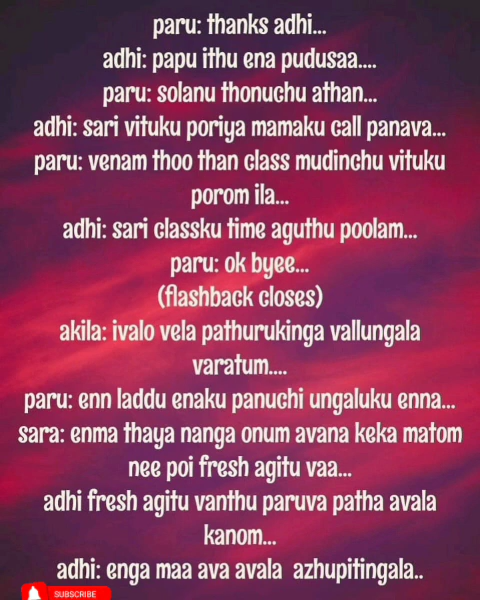 paru: thanks adhi...
adhi: papu ithu ena pudusaa....
paru: solanu thonuchu athan...
adhi: sari vituku poriya mamaku call panava...
paru: venam thoo than class mudinchu vituku
porom ila...
adhi: sari classku time aguthu poolam...
paru: ok byee...
(flashback closes)
akila: ivalo vela pathurukinga vallungala
varatum....
paru: enn laddu enaku panuchi ungaluku enna...
sara: enma thaya nanga onum avana keka matom
nee poi fresh agitu vaa...
adhi fresh agitu vanthu paruva patha avala
kanom...
adhi: enga maa ava avala azhupitingala..
SUBSCRIBE